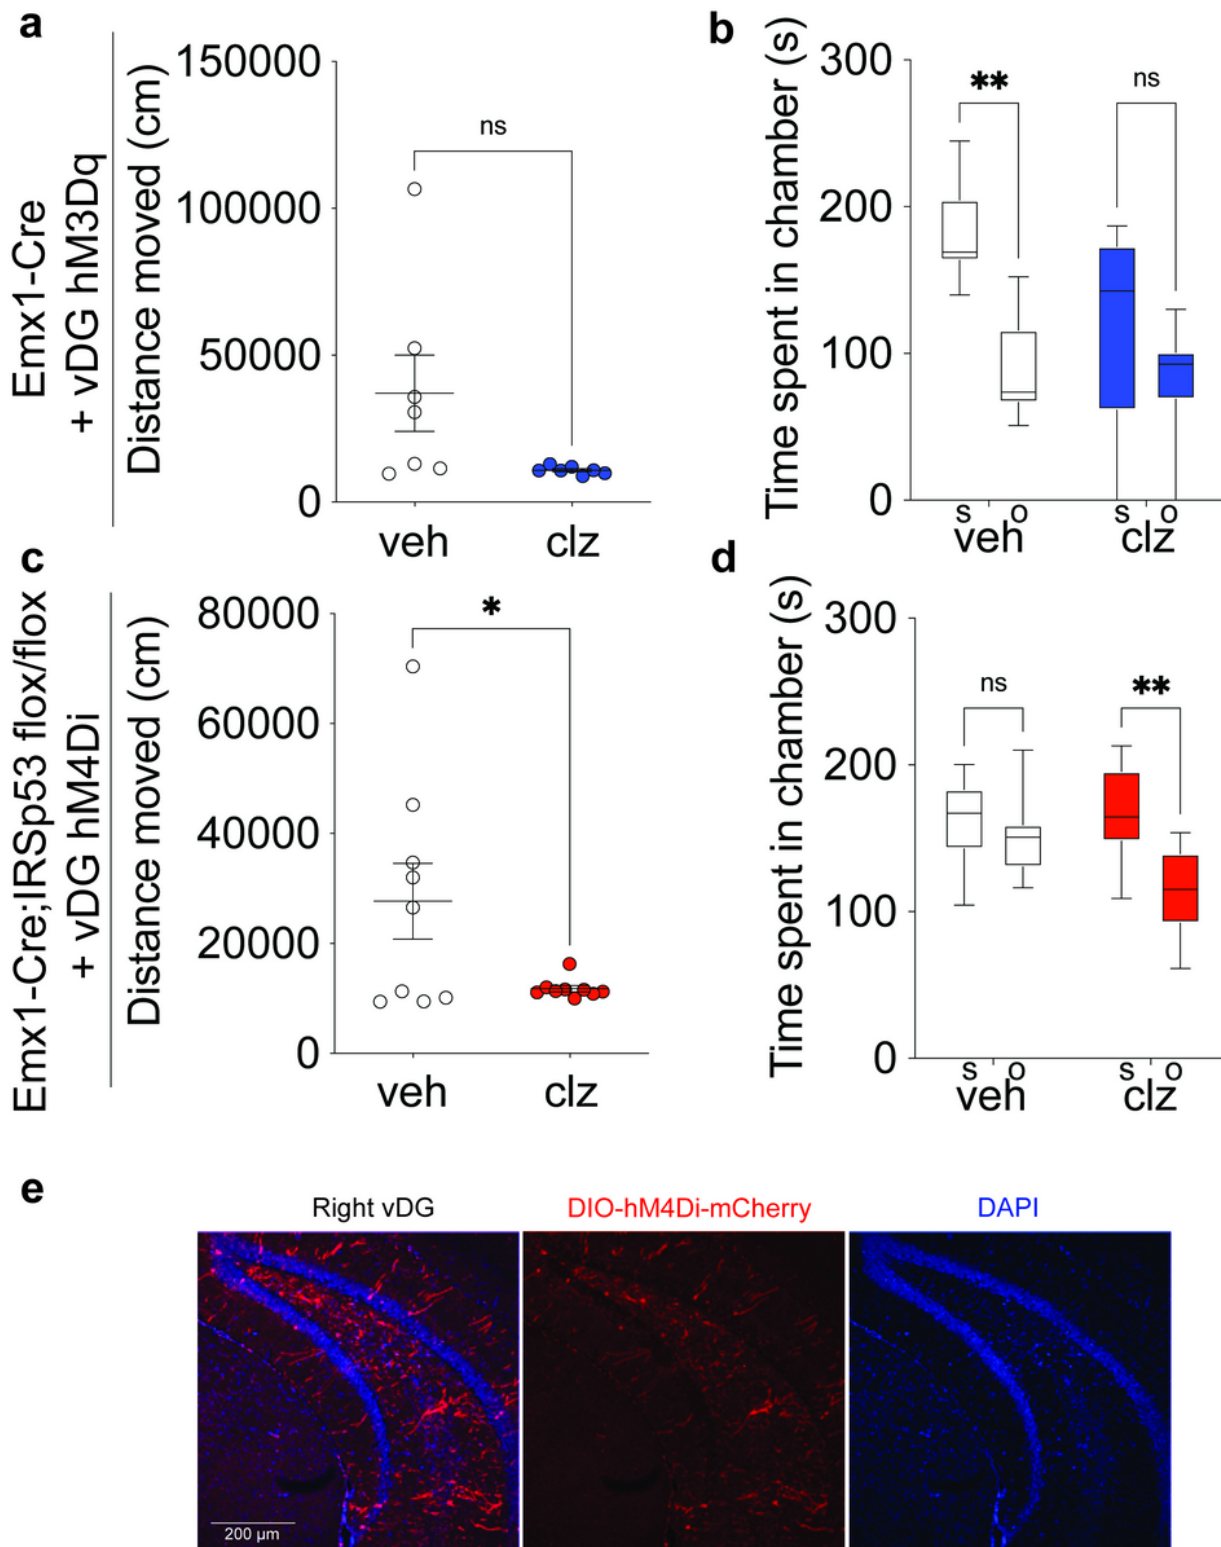 a
Emx1-Cre
+ vDG hM3Dq
Distance moved (cm)
150000
100000
50000
0
ns
veh
clz
b
Time spent in chamber (s)
300
200
100
0
**
ns
s
o
s
o
veh
clz
c
Emx1-Cre;IRSp53 flox/flox
+ vDG hM4Di
Distance moved (cm)
80000
60000
40000
20000
0
*
veh
clz
d
Time spent in chamber (s)
300
200
100
0
ns
**
s
o
s
o
veh
clz
e
Right vDG
DIO-hM4Di-mCherry
DAPI
200 µm